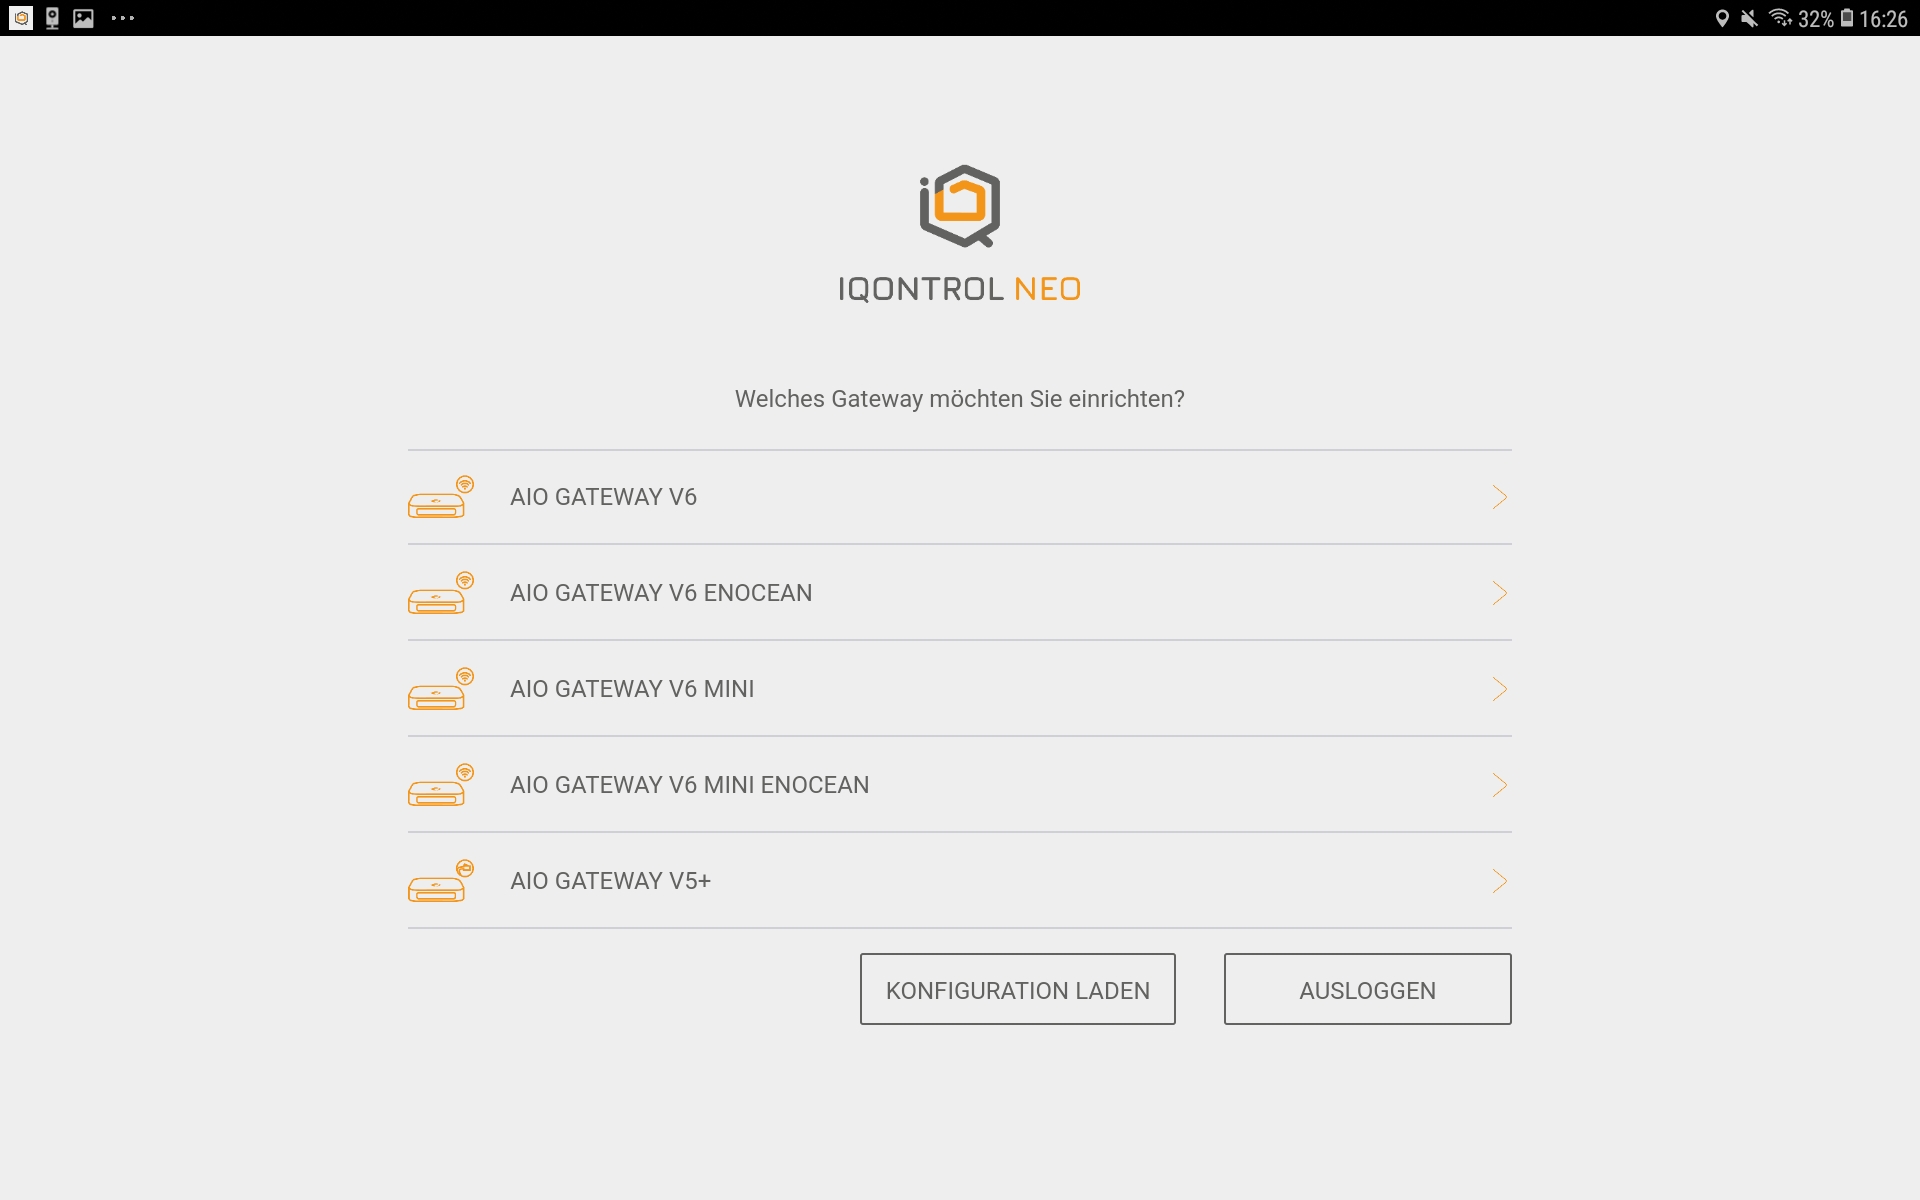 32% 16:26
IQONTROL NEO
Welches Gateway möchten Sie einrichten?
AIO GATEWAY V6
AIO GATEWAY V6 ENOCEAN
AIO GATEWAY V6 MINI
AIO GATEWAY V6 MINI ENOCEAN
AIO GATEWAY V5+
KONFIGURATION LADEN
AUSLOGGEN